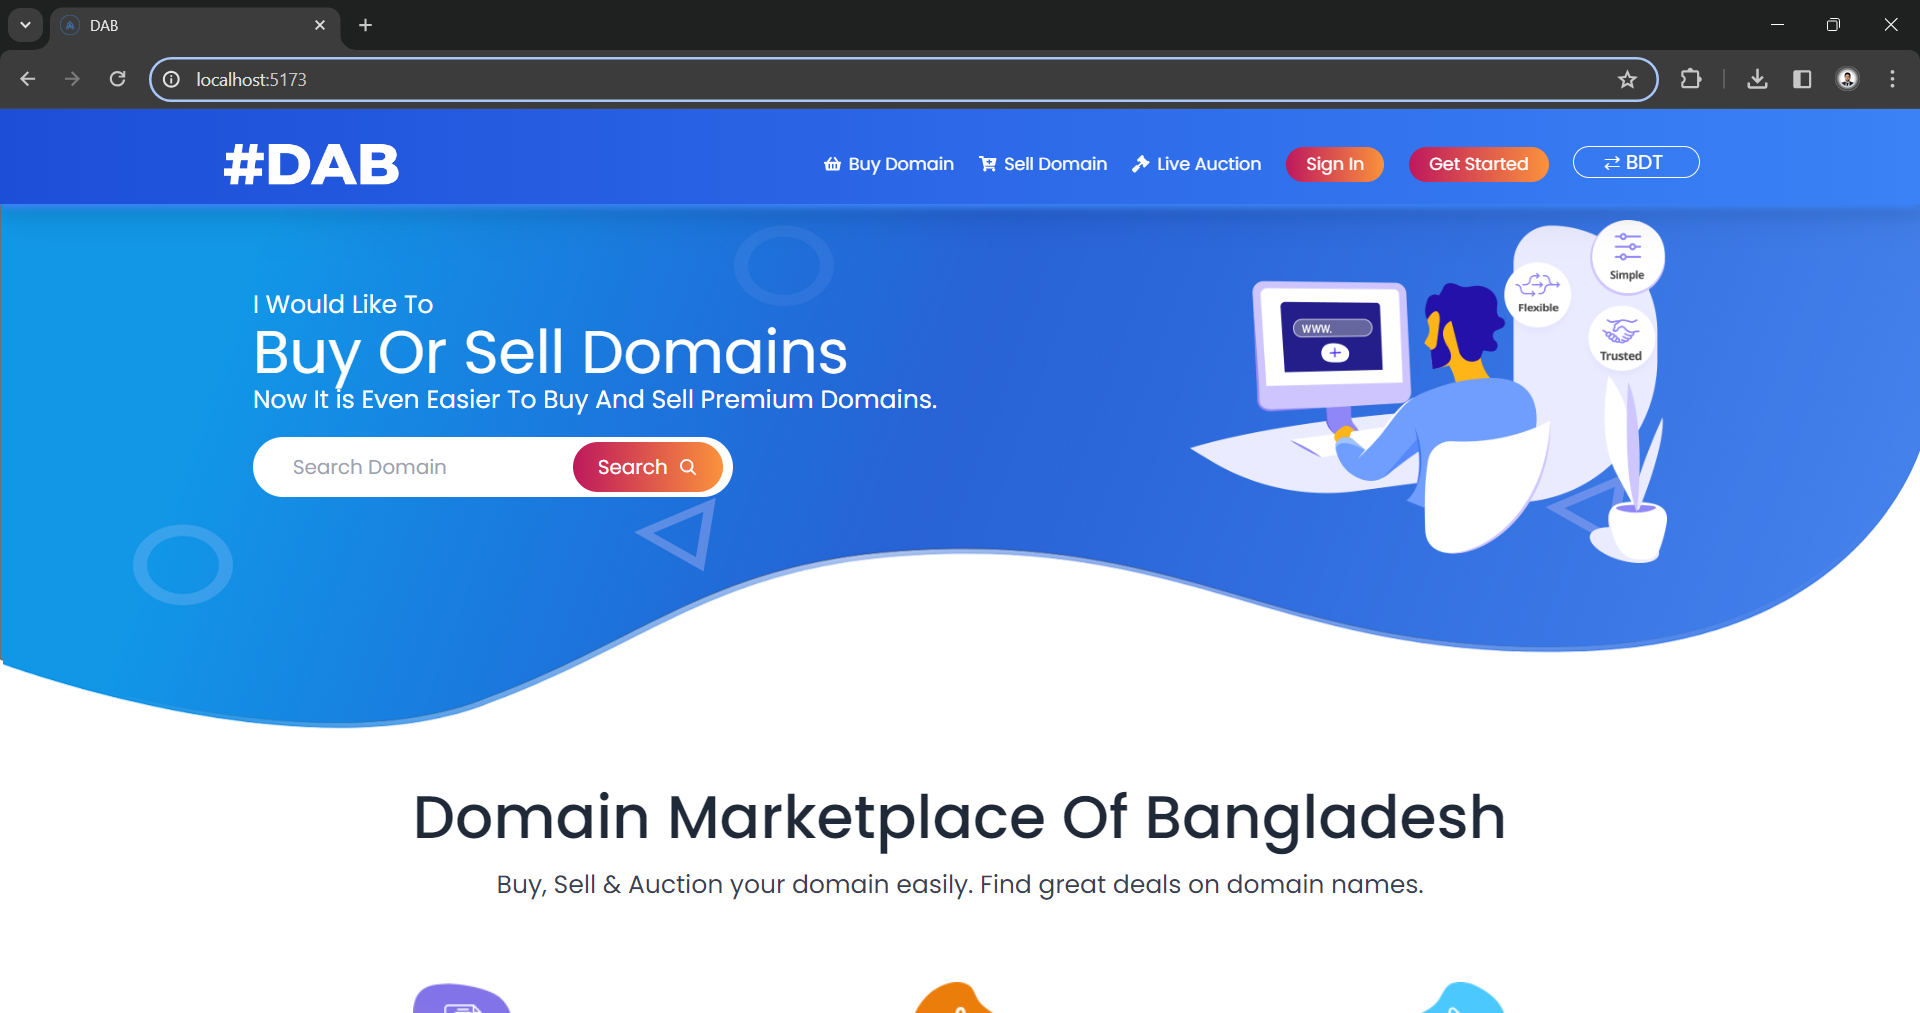 DAB
localhost:5173
#DAB
Buy Domain
Sell Domain
Live Auction
Sign In
Get Started
BDT
I Would Like To
Buy Or Sell Domains
Now It is Even Easier To Buy And Sell Premium Domains.
Search Domain
Search
www.
Simple
Flexible
Trusted
Domain Marketplace Of Bangladesh
Buy, Sell & Auction your domain easily. Find great deals on domain names.